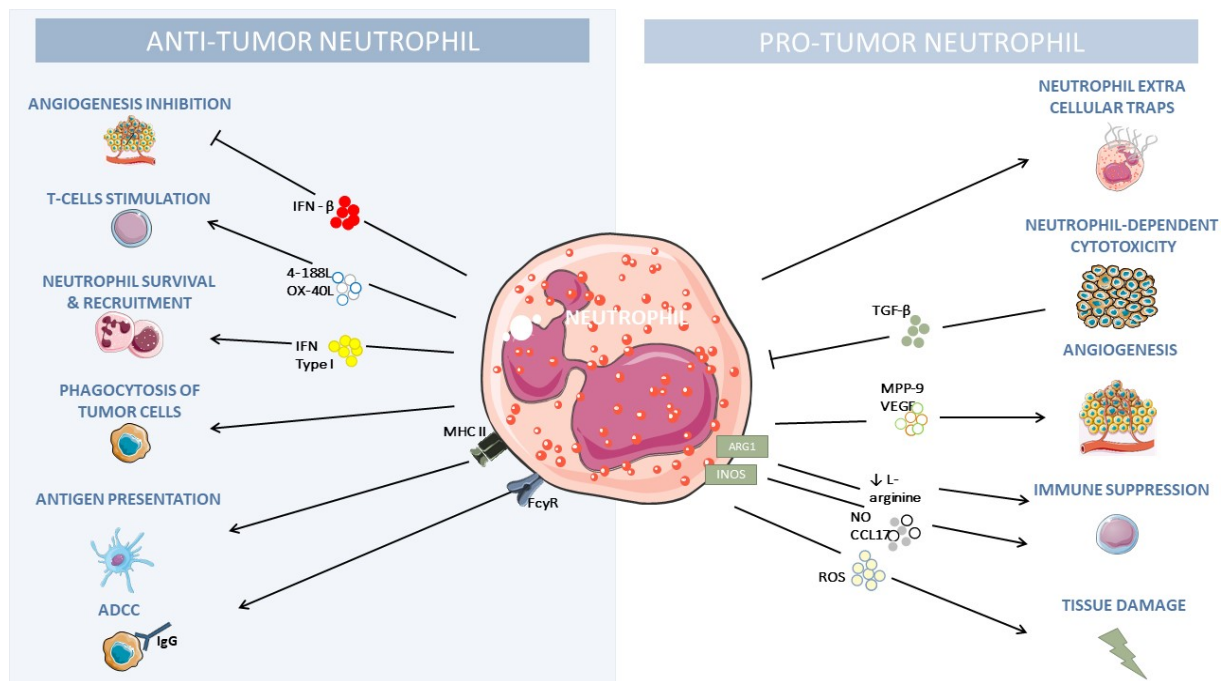 ANTI-TUMOR NEUTROPHIL
ANGIOGENESIS INHIBITION
IFN - β
T-CELLS STIMULATION
4-188L
OX-40L
NEUTROPHIL SURVIVAL
& RECRUITMENT
IFN
Type I
PHAGOCYTOSIS OF
TUMOR CELLS
MHC II
ANTIGEN PRESENTATION
FcγR
ADCC
IgG
NEUTROPHIL
PRO-TUMOR NEUTROPHIL
NEUTROPHIL EXTRA
CELLULAR TRAPS
NEUTROPHIL-DEPENDENT
CYTOTOXICITY
TGF-β
ANGIOGENESIS
MPP-9
VEGF
ARG1
INOS
↓ L-
arginine
IMMUNE SUPPRESSION
NO
CCL17
ROS
TISSUE DAMAGE